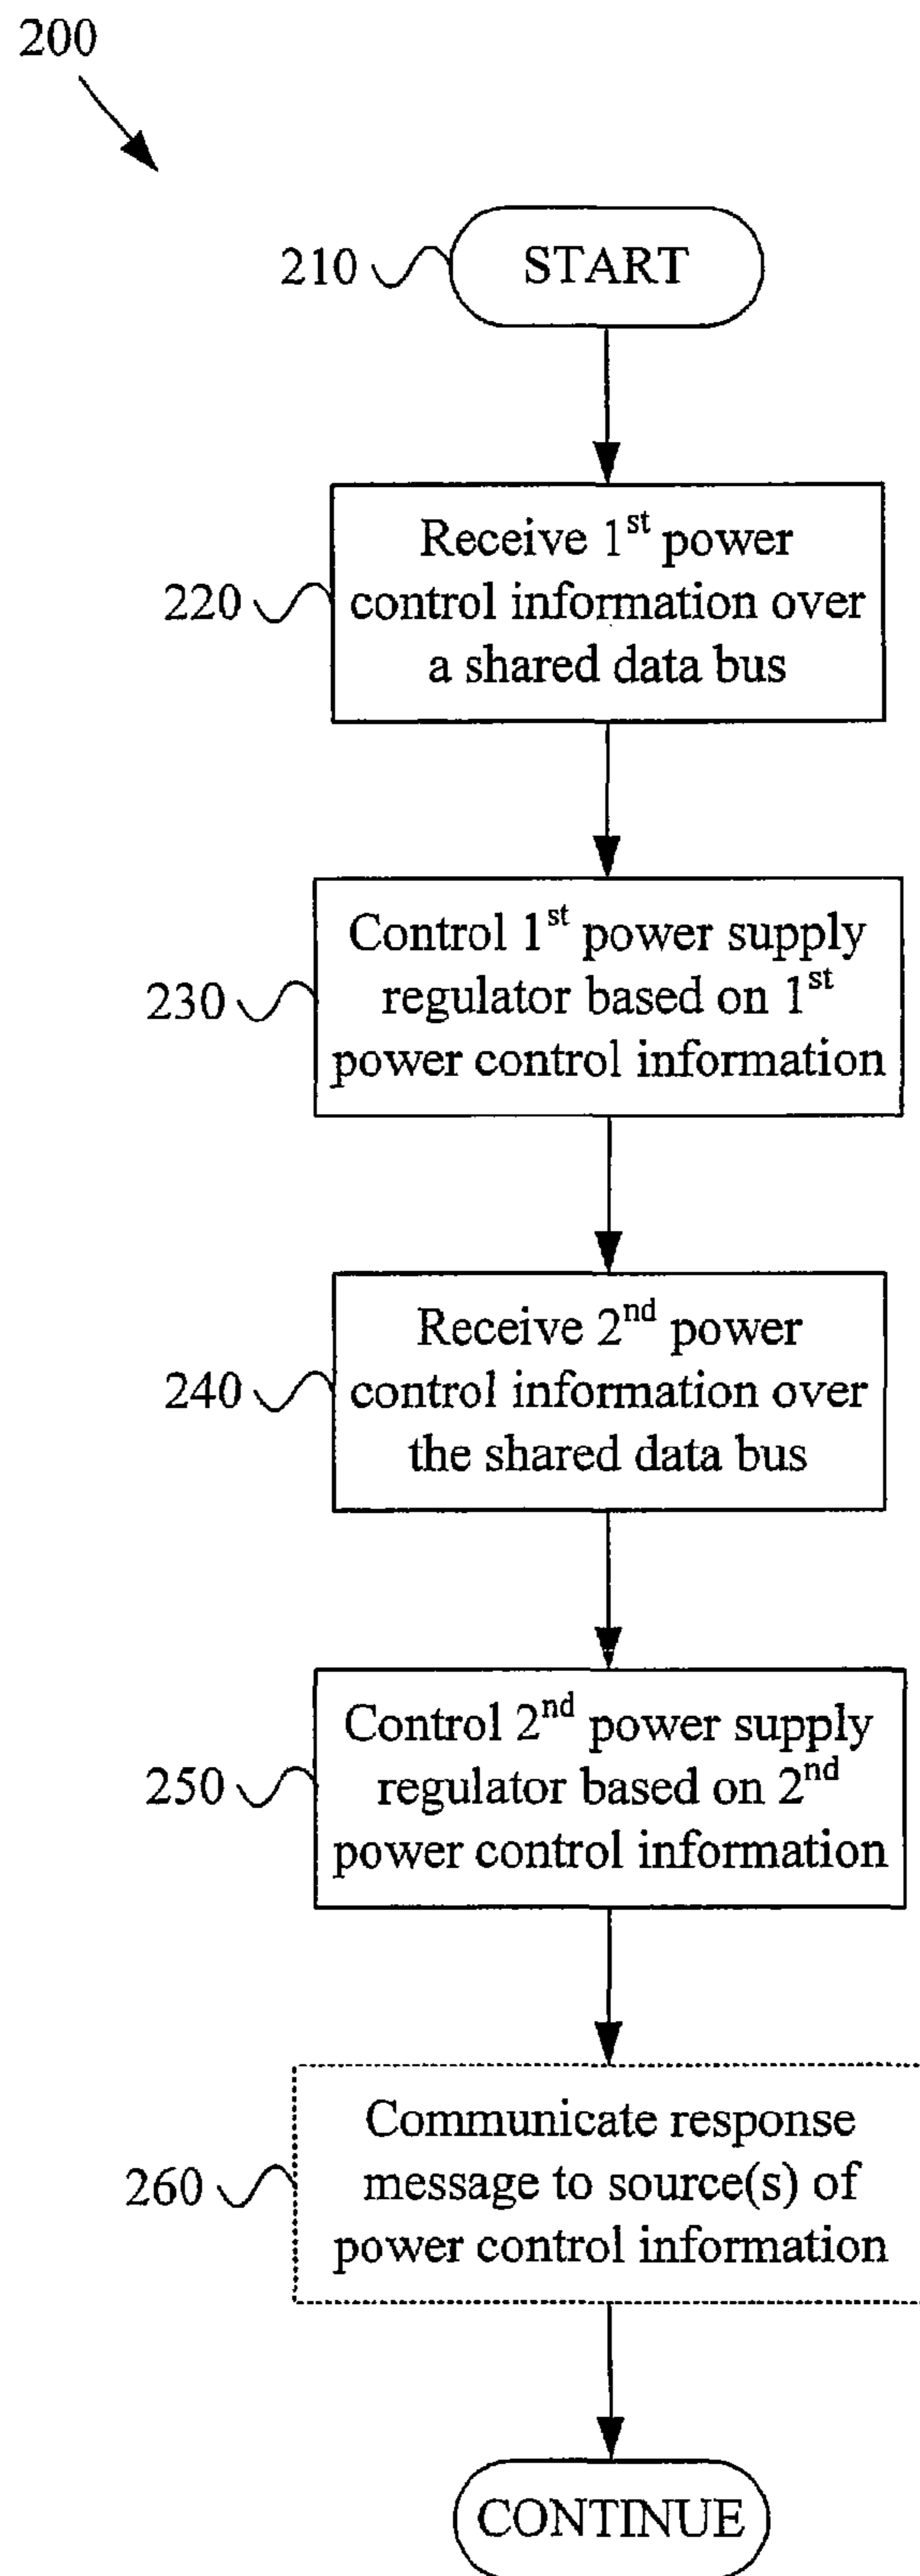 200
210
START
Receive 1st power
220
control information over
a shared data bus
Control 1st power supply
230
regulator based on 1st
power control information
Receive 2nd power
240
control information over
the shared data bus
Control 2nd power supply
250
regulator based on 2nd
power control information
Communicate response
260
message to source(s) of
power control information
CONTINUE